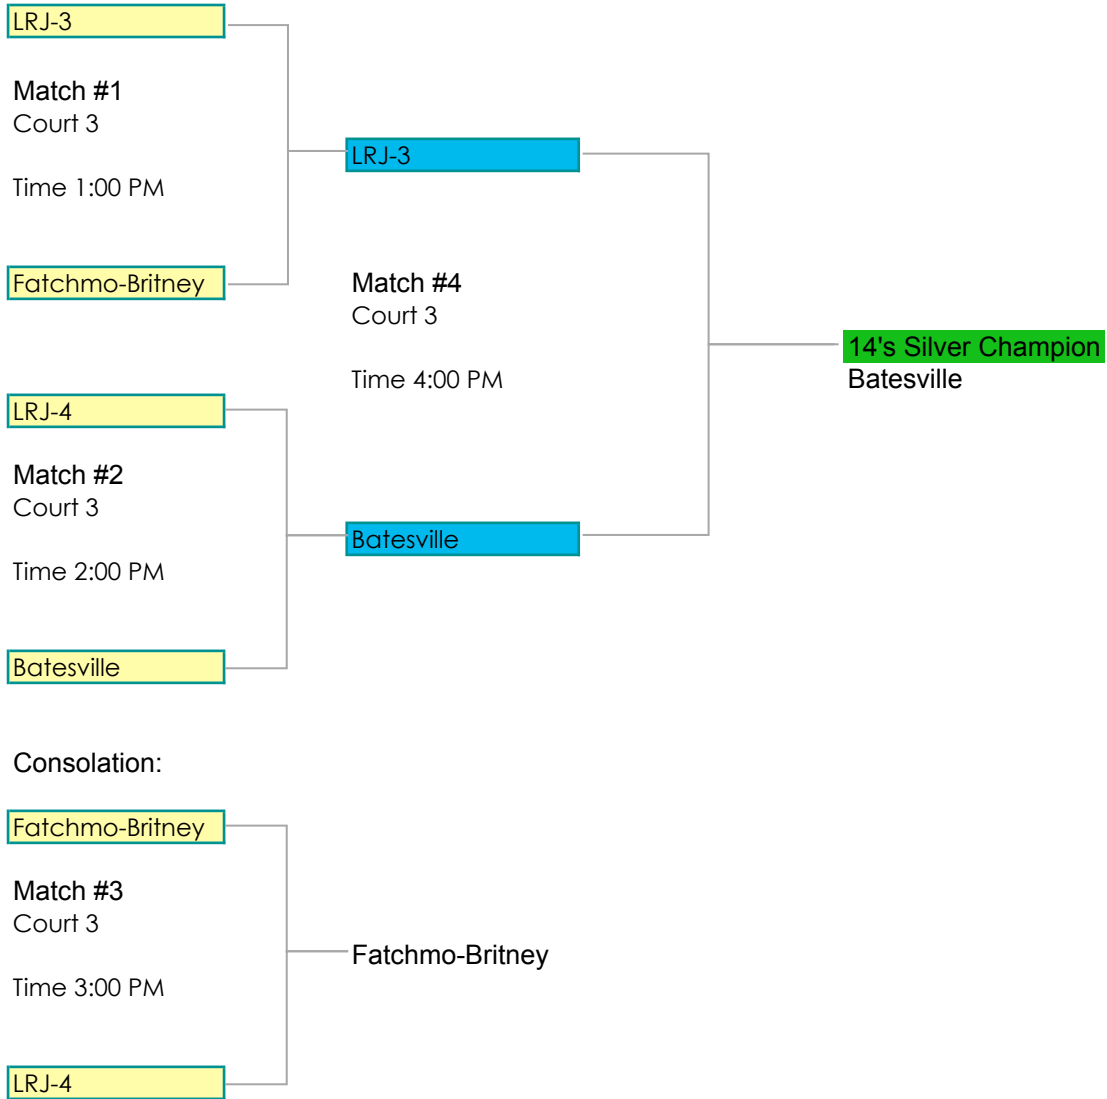 LRJ-3
Match #1
Court 3
Time 1:00 PM
Fatchmo-Britney
LRJ-3
Match #4
Court 3
Time 4:00 PM
14's Silver Champion
Batesville
LRJ-4
Match #2
Court 3
Time 2:00 PM
Batesville
Batesville
Consolation:
Fatchmo-Britney
Match #3
Court 3
Time 3:00 PM
Fatchmo-Britney
LRJ-4